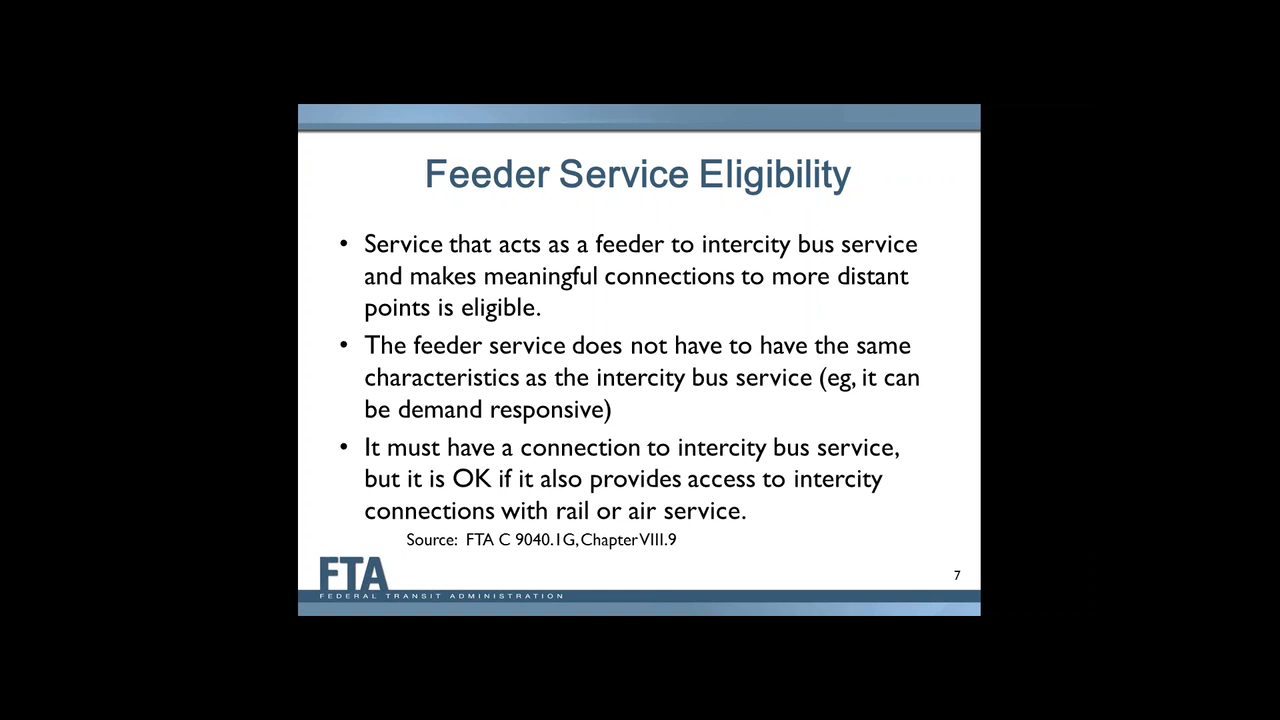 Feeder Service Eligibility
• Service that acts as a feeder to intercity bus service
and makes meaningful connections to more distant
points is eligible.
• The feeder service does not have to have the same
characteristics as the intercity bus service (eg, it can
be demand responsive)
• It must have a connection to intercity bus service,
but it is OK if it also provides access to intercity
connections with rail or air service.
Source: FTA C 9040.1G, Chapter VIII.9
FTA
7
FEDERAL TRANSIT ADMINISTRATION